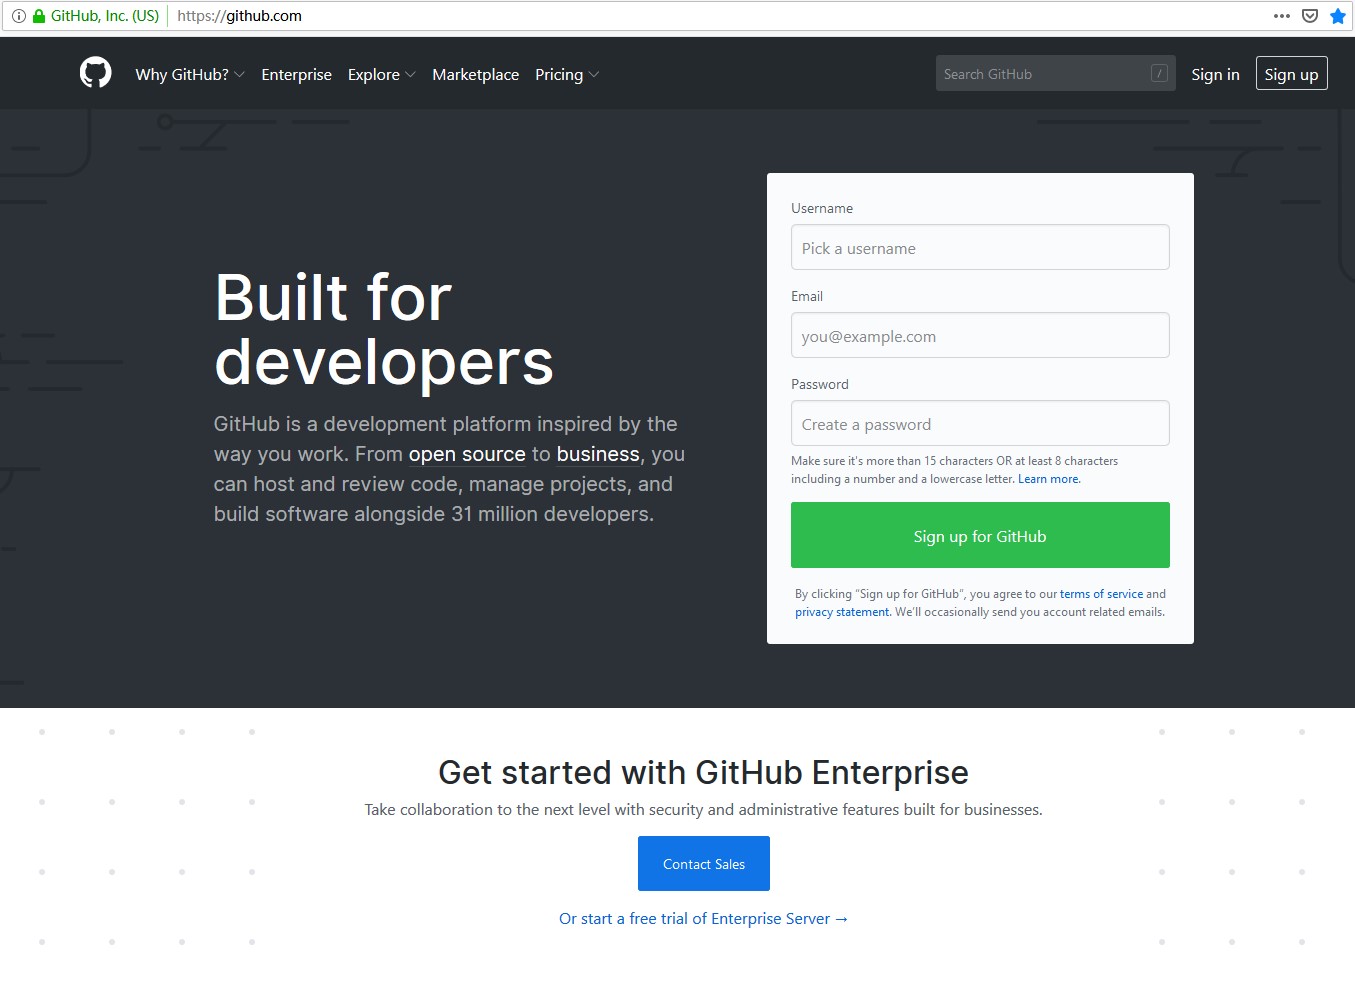 GitHub, Inc. (US)
https://github.com
Why GitHub?
Enterprise
Explore
Marketplace
Pricing
Search GitHub
/
Sign in
Sign up
Built for
developers
GitHub is a development platform inspired by the
way you work. From open source to business, you
can host and review code, manage projects, and
build software alongside 31 million developers.
Username
Pick a username
Email
you@example.com
Password
Create a password
Make sure it's more than 15 characters OR at least 8 characters
including a number and a lowercase letter. Learn more.
Sign up for GitHub
By clicking “Sign up for GitHub”, you agree to our terms of service and
privacy statement. We’ll occasionally send you account related emails.
Get started with GitHub Enterprise
Take collaboration to the next level with security and administrative features built for businesses.
Contact Sales
Or start a free trial of Enterprise Server →